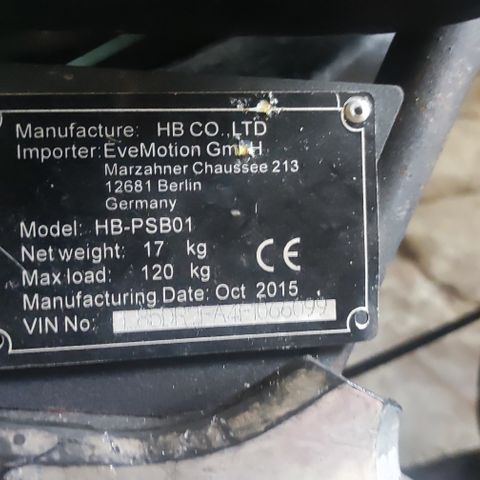 Manufacture: HB CO.,LTD
Importer: EveMotion GmbH
Marzahner Chaussee 213
12681 Berlin
Germany
Model: HB-PSB01
Net weight: 17 kg
Max load: 120 kg
CE
Manufacturing Date: Oct 2015
VIN No: